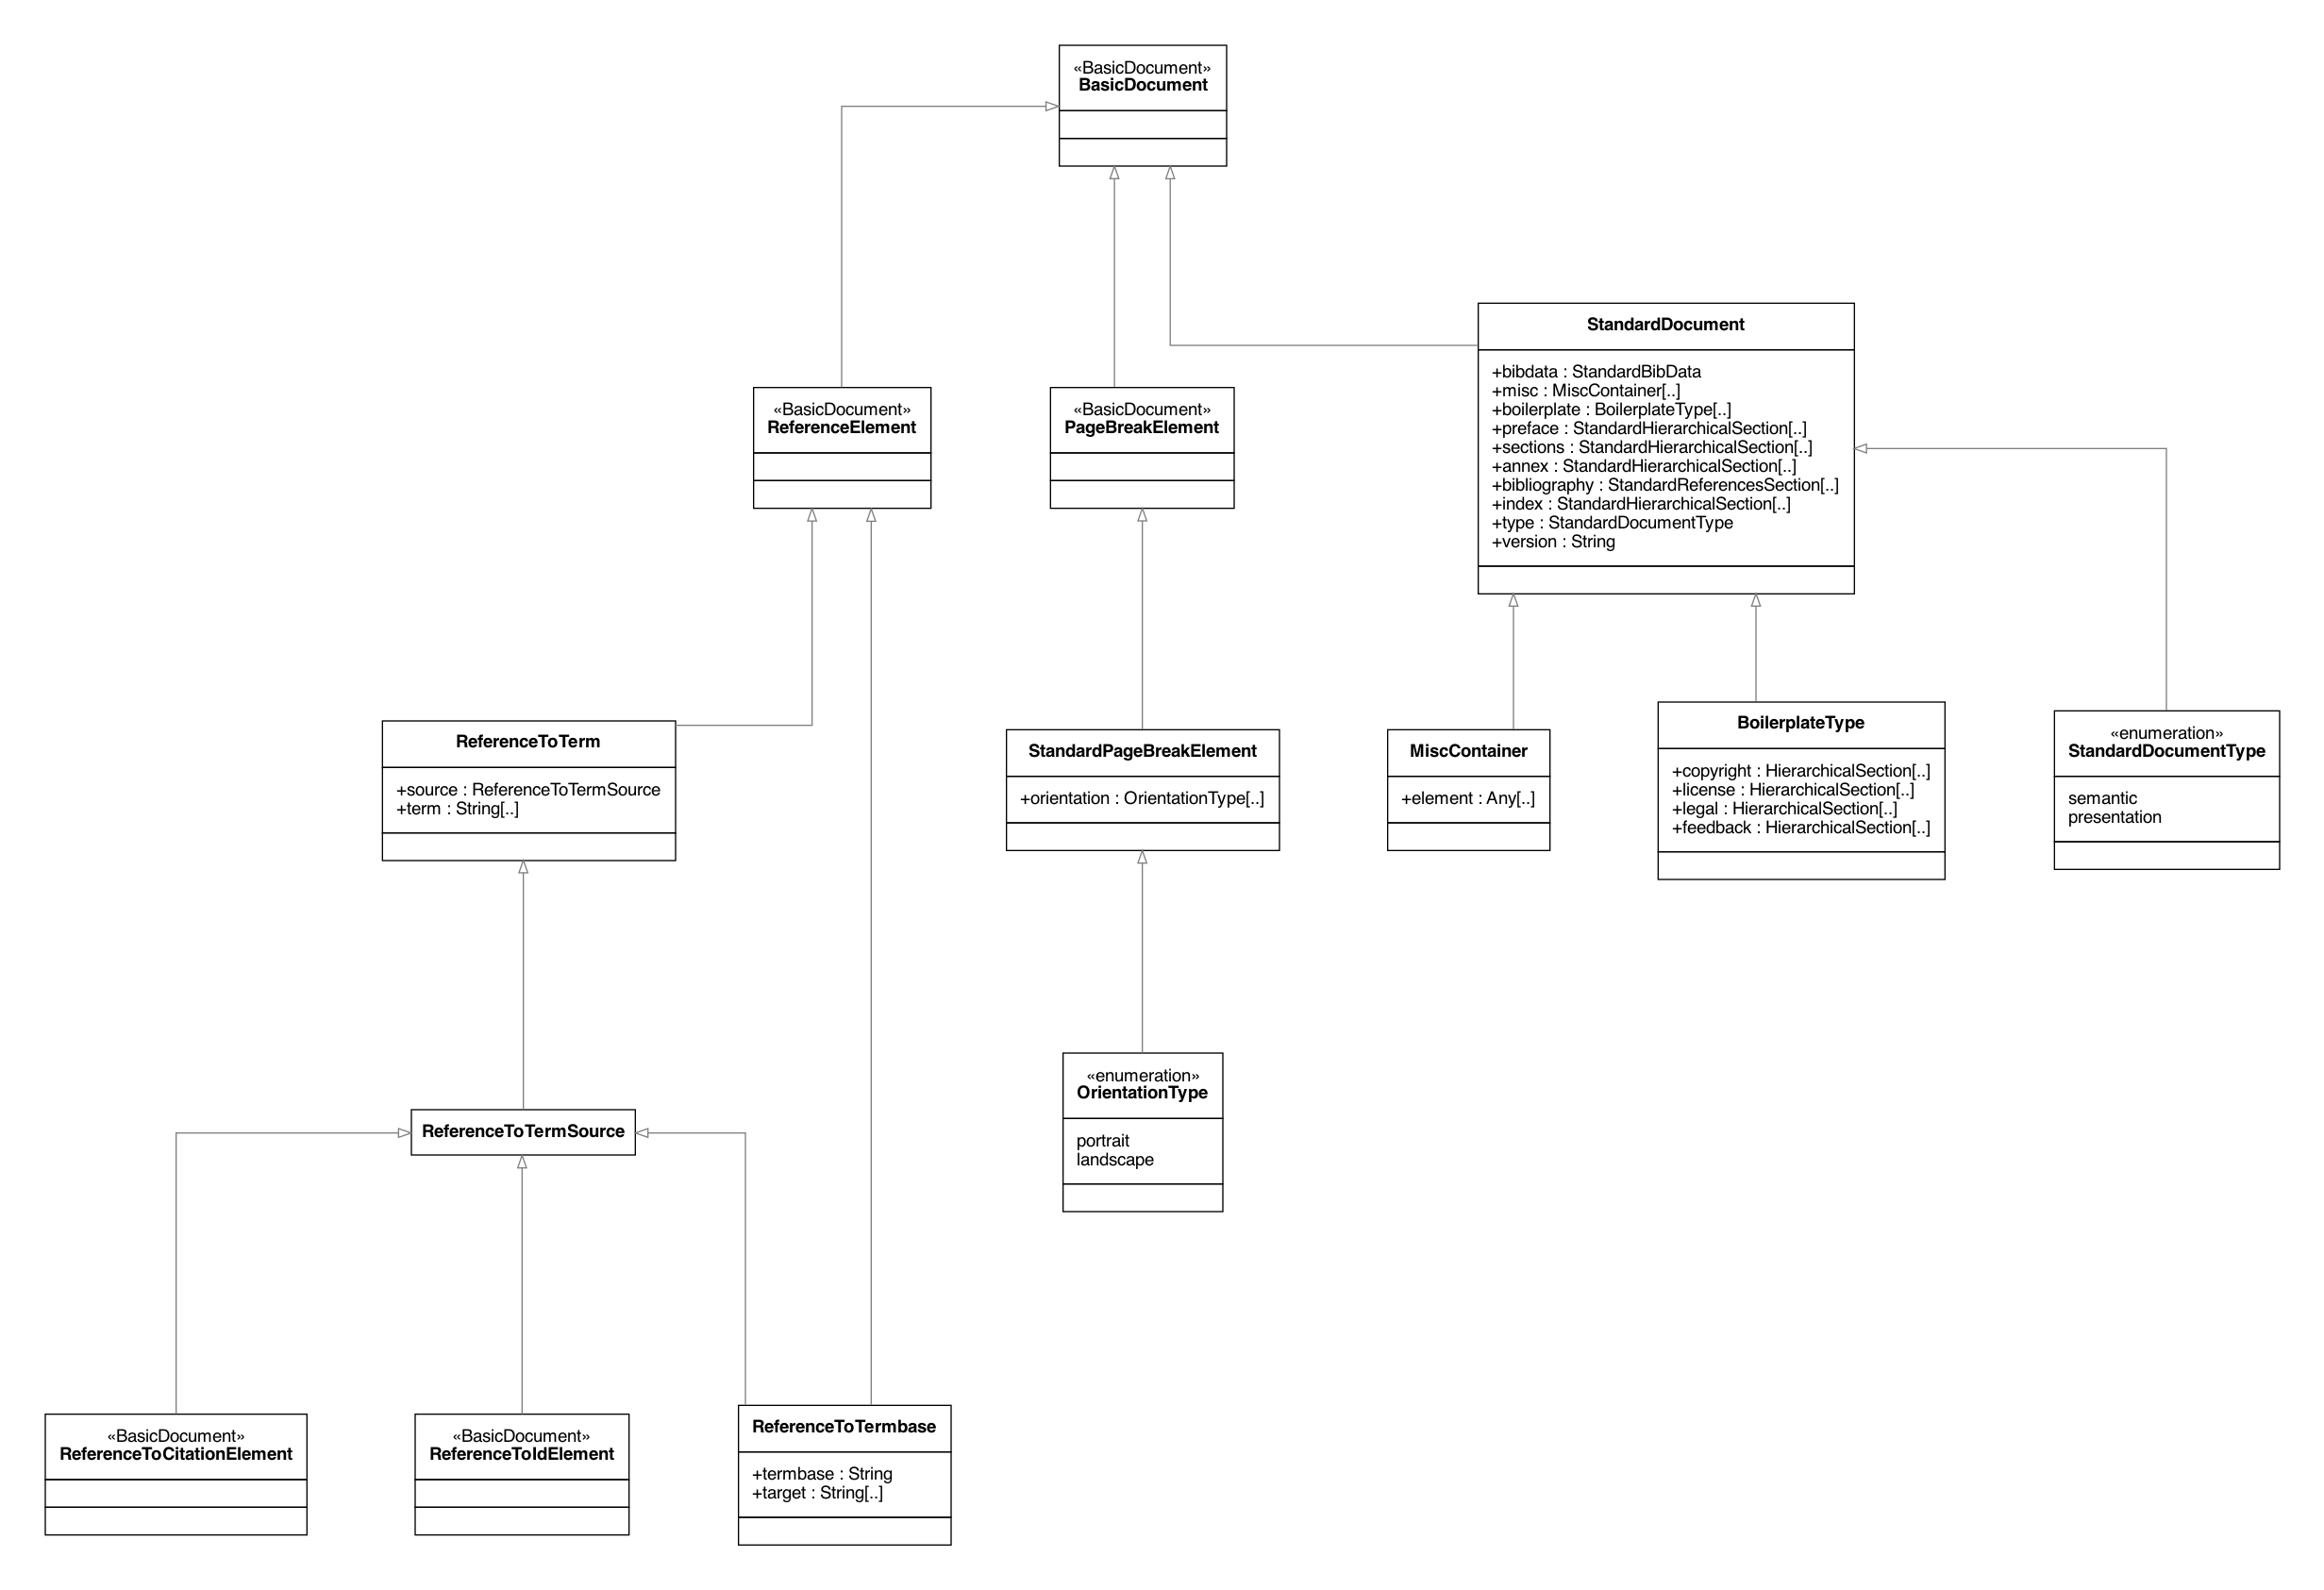 «BasicDocument»
BasicDocument
StandardDocument
+bibdata : StandardBibData
+misc : MiscContainer[..]
+boilerplate : BoilerplateType[..]
+preface : StandardHierarchicalSection[..]
+sections : StandardHierarchicalSection[..]
+annex : StandardHierarchicalSection[..]
+bibliography : StandardReferencesSection[..]
+index : StandardHierarchicalSection[..]
+type : StandardDocumentType
+version : String
«BasicDocument»
ReferenceElement
«BasicDocument»
PageBreakElement
ReferenceToTerm
+source : ReferenceToTermSource
+term : String[..]
StandardPageBreakElement
+orientation : OrientationType[..]
MiscContainer
+element : Any[..]
BoilerplateType
+copyright : HierarchicalSection[..]
+license : HierarchicalSection[..]
+legal : HierarchicalSection[..]
+feedback : HierarchicalSection[..]
«enumeration»
StandardDocumentType
semantic
presentation
ReferenceToTermSource
«enumeration»
OrientationType
portrait
landscape
«BasicDocument»
ReferenceToCitationElement
«BasicDocument»
ReferenceToIdElement
ReferenceToTermbase
+termbase : String
+target : String[..]